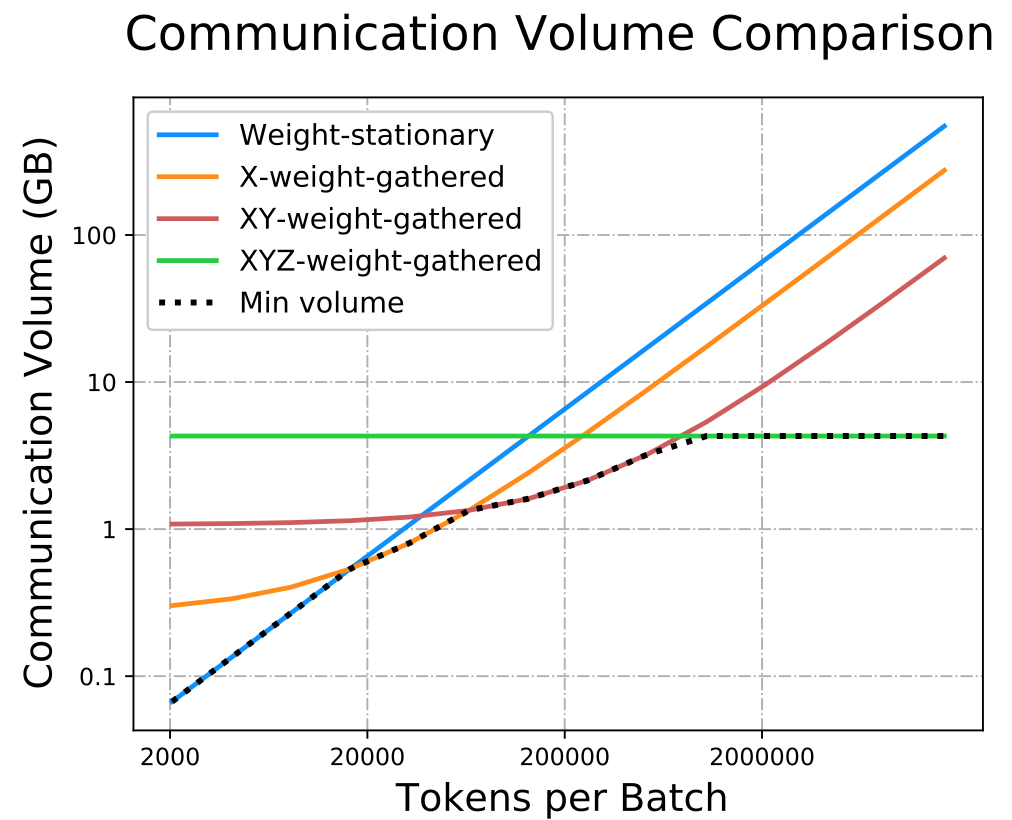 Communication Volume Comparison
Communication Volume (GB)
100
10
1
0.1
Weight-stationary
X-weight-gathered
XY-weight-gathered
XYZ-weight-gathered
Min volume
2000 20000 200000 2000000
Tokens per Batch